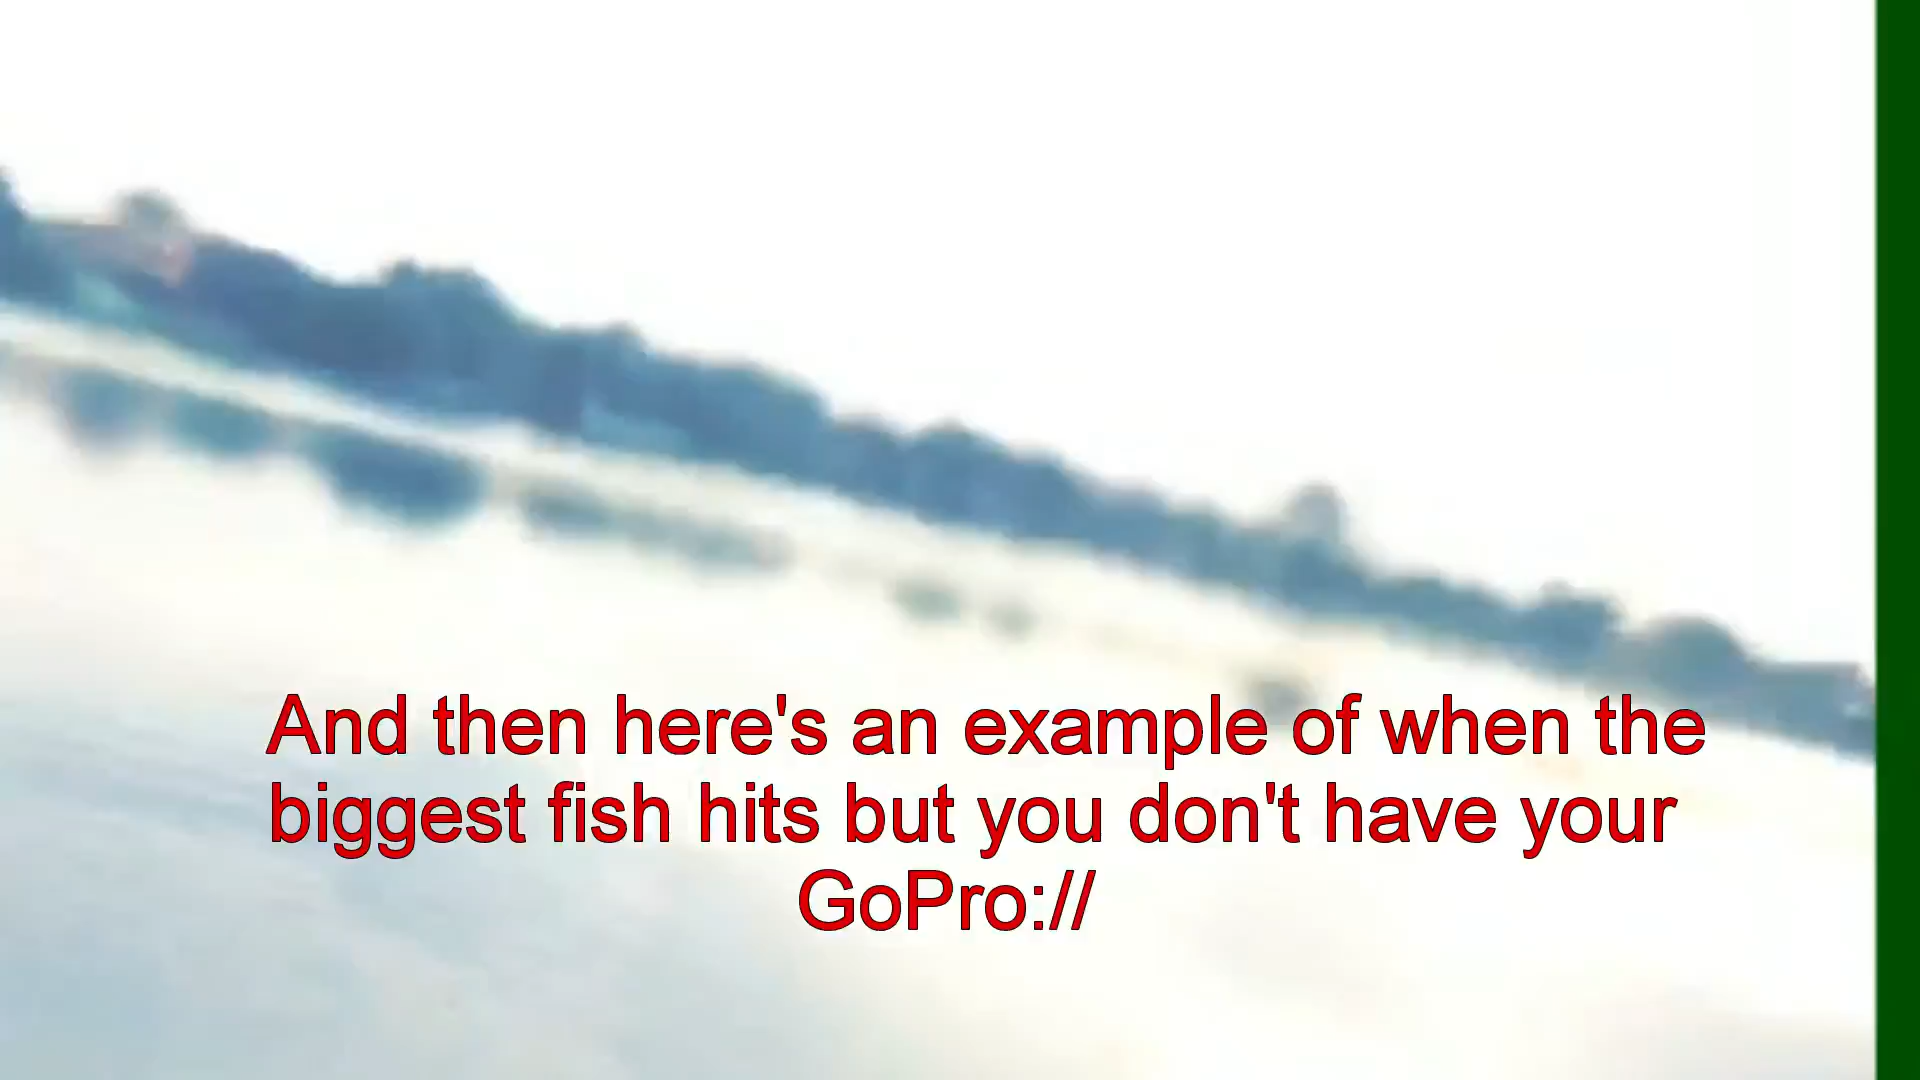 And then here's an example of when the
biggest fish hits but you don't have your
GoPro://